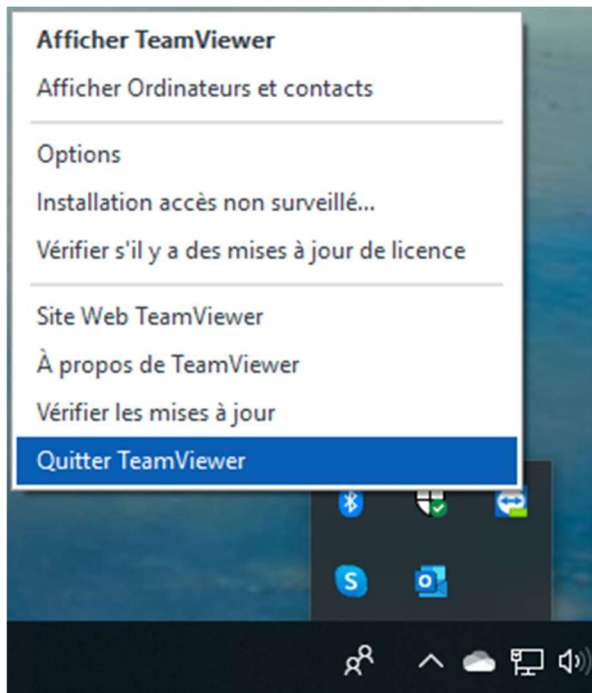 Afficher TeamViewer
Afficher Ordinateurs et contacts
Options
Installation accès non surveillé...
Vérifier s'il y a des mises à jour de licence
Site Web TeamViewer
À propos de TeamViewer
Vérifier les mises à jour
Quitter TeamViewer